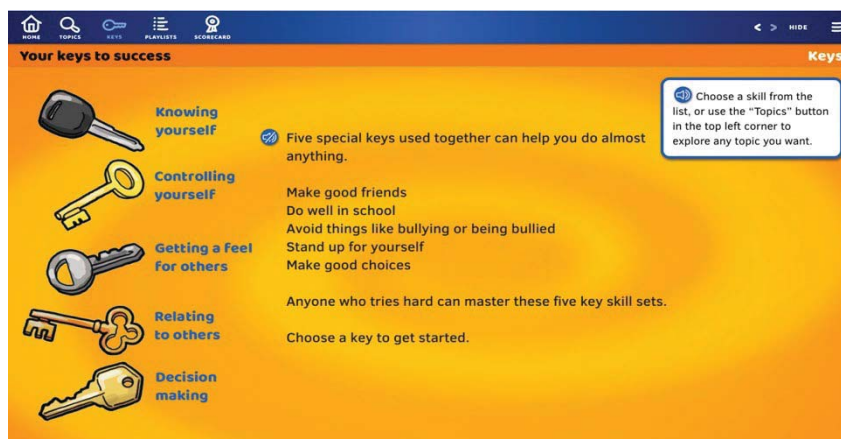 HOME TOPICS KEYS PLAYLISTS SCORECARD
< > HIDE
Your keys to success
Keys
Knowing
yourself
Controlling
yourself
Getting a feel
for others
Relating
to others
Decision
making
Five special keys used together can help you do almost
anything.
Make good friends
Do well in school
Avoid things like bullying or being bullied
Stand up for yourself
Make good choices
Anyone who tries hard can master these five key skill sets.
Choose a key to get started.
Choose a skill from the
list, or use the “Topics” button
in the top left corner to
explore any topic you want.